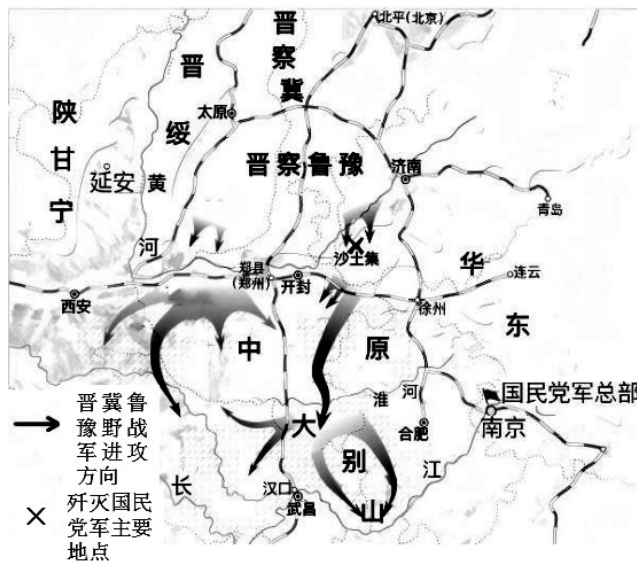 北平(北京)
晋察冀
晋绥
太原
陕甘宁
晋察鲁豫
济南
延安
黄
青岛
河
沙土集
华
郑县
(郑州)
开封
连云
西安
徐州
东
中
原
淮
河
国民党军总部
大
南京
合肥
别
江
长
汉口
武昌
山
晋冀鲁
豫野战
军进攻
方向
歼灭国民
党军主要
地点